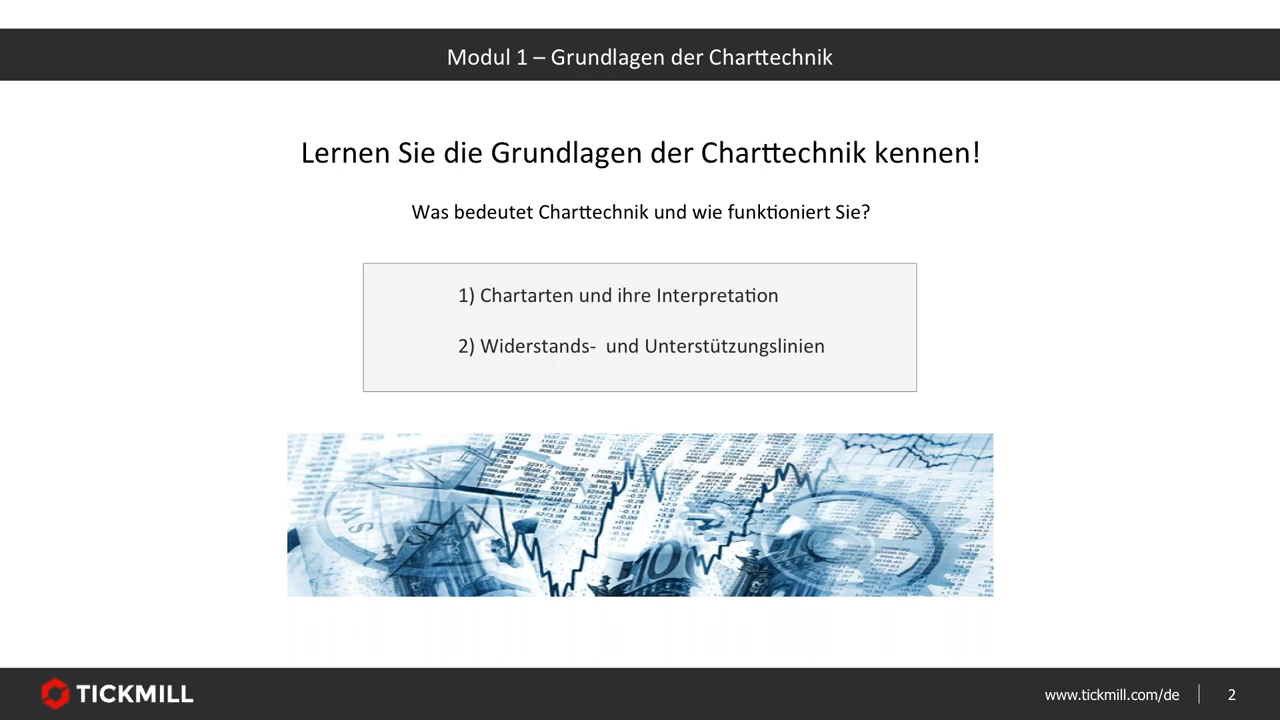 Modul 1 – Grundlagen der Charttechnik
Lernen Sie die Grundlagen der Charttechnik kennen!
Was bedeutet Charttechnik und wie funktioniert Sie?
1) Chartarten und ihre Interpretation
2) Widerstands-  und Unterstützungslinien
TICKMILL
www.tickmill.com/de
2